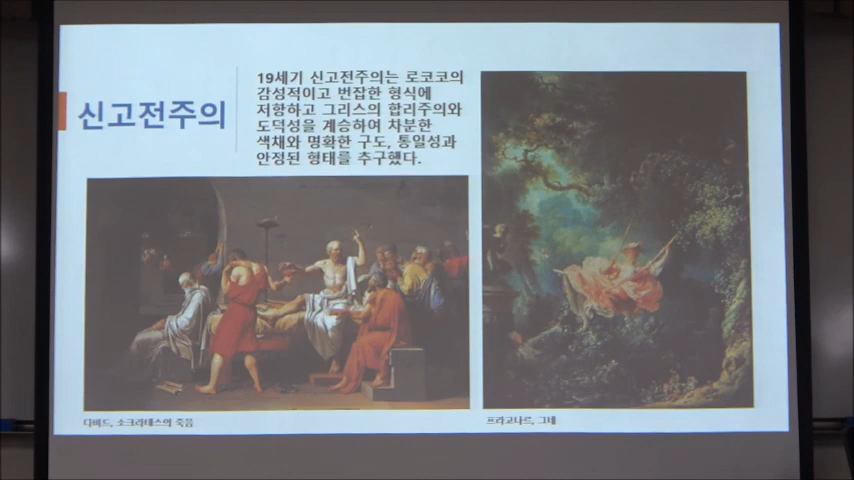 신고전주의
19세기 신고전주의는 로코코의
감성적이고 번잡한 형식에
저항하고 그리스의 합리주의와
도덕성을 계승하여 차분한
색채와 명확한 구도, 통일성과
안정된 형태를 추구했다.
다비드, 소크라테스의 죽음
프라고나르, 그네